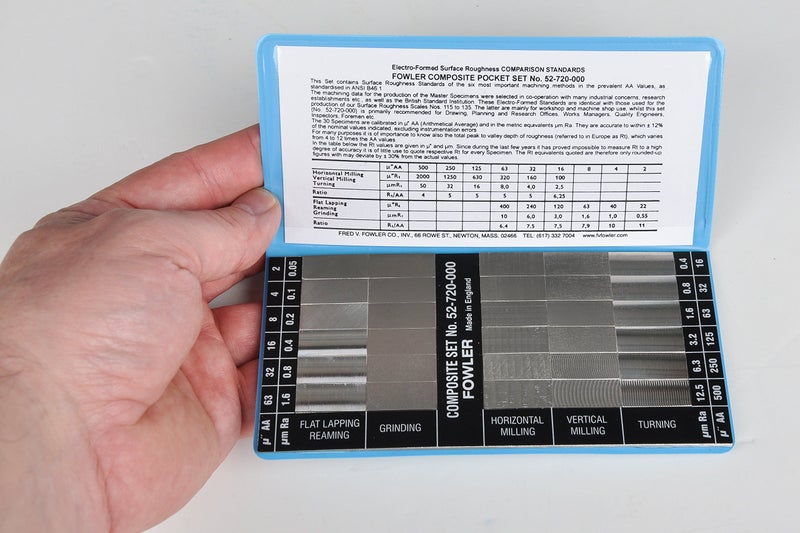 Electro-Formed Surface Roughness COMPARISON STANDARDS
FOWLER COMPOSITE POCKET SET No. 52-720-000
This Set contains Surface Roughness Standards of the six most important machining methods in the prevalent AA Values, as
standardised in ANSI B46.1
The machining data for the production of the Master Specimens were selected in co-operation with many industrial concerns, research
establishments etc., as well as the British Standard Institution. These Electro-Formed Standards are identical with those used for the
production of our Surface Roughness Scales Nos. 115 to 135. The latter are mainly for workshop and machine shop use, whilst this set
(No. 52-720-000) is primarily recommended for Drawing, Planning and Research Offices, Works Managers, Quality Engineers,
Inspectors, Foremen etc.
The 30 Specimens are calibrated in µ" AA (Arithmetical Average) and in the metric equivalents µm Ra. They are accurate to within ± 12%
of the nominal values indicated, excluding instrumentation errors
For many purposes it is of importance to know also the total peak to valley depth of roughness (referred to in Europe as Rt), which varies
from 4 to 12 times the AA values.
In the table below the Rt values are given in µ" and µm. Since during the last few years it has proved impossible to measure Rt to a high
degree of accuracy it is of little use to quote respective Rt for every Specimen. The Rt equivalents quoted are therefore only rounded-up
figures with may deviate by ± 30% from the actual values.
µ"AA 500 250 125 63 32 16 8 4 2
Horizontal Milling Vertical Milling Turning µ"Rt 2000 1250 630 320 160 100
µmRt 50 32 16 8,0 4,0 2,5
Ratio Rt/AA 4 5 5 5 5 6,25
Flat Lapping Reaming Grinding µ"Rt 400 240 120 63 40 22
µmRt 10 6,0 3,0 1,6 1,0 0,55
Ratio Rt/AA 6,4 7,5 7,5 7,9 10 11
FRED V. FOWLER CO., INV., 66 ROWE ST., NEWTON, MASS. 02466 TEL. (617) 332 7004 www.fvfowler.com
2 0.05
4 0.1
8 0.2
16 0.4
32 0.8
63 1.6
µ" AA µm Ra
FLAT LAPPING
REAMING
GRINDING
COMPOSITE SET No. 52-720-000
FOWLER Made in England
HORIZONTAL
MILLING
VERTICAL
MILLING
TURNING
0.4 16
0.8 32
1.6 63
3.2 125
6.3 250
12.5 500
µm Ra µ" AA